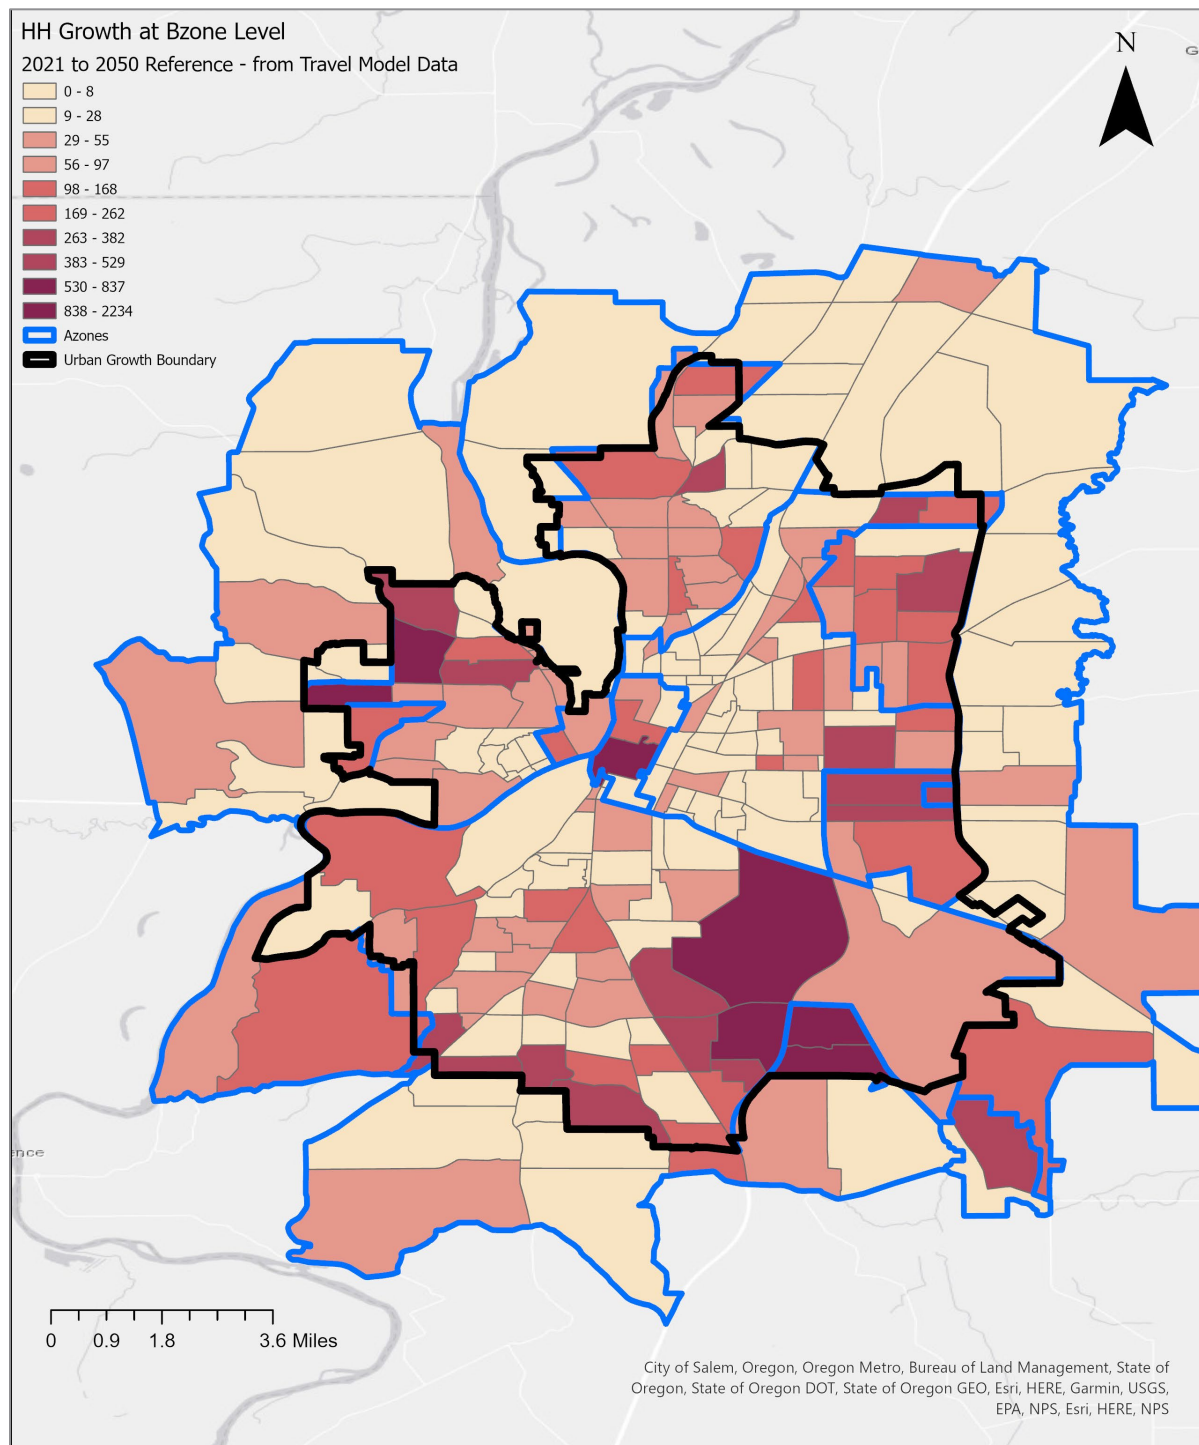 HH Growth at Bzone Level
N
G
2021 to 2050 Reference - from Travel Model Data
0 - 8
9 - 28
29 - 55
56 - 97
98 - 168
169 - 262
263 - 382
383 - 529
530 - 837
838 - 2234
Azones
Urban Growth Boundary
ence
0 0.9 1.8 3.6 Miles
City of Salem, Oregon, Oregon Metro, Bureau of Land Management, State of
Oregon, State of Oregon DOT, State of Oregon GEO, Esri, HERE, Garmin, USGS,
EPA, NPS, Esri, HERE, NPS